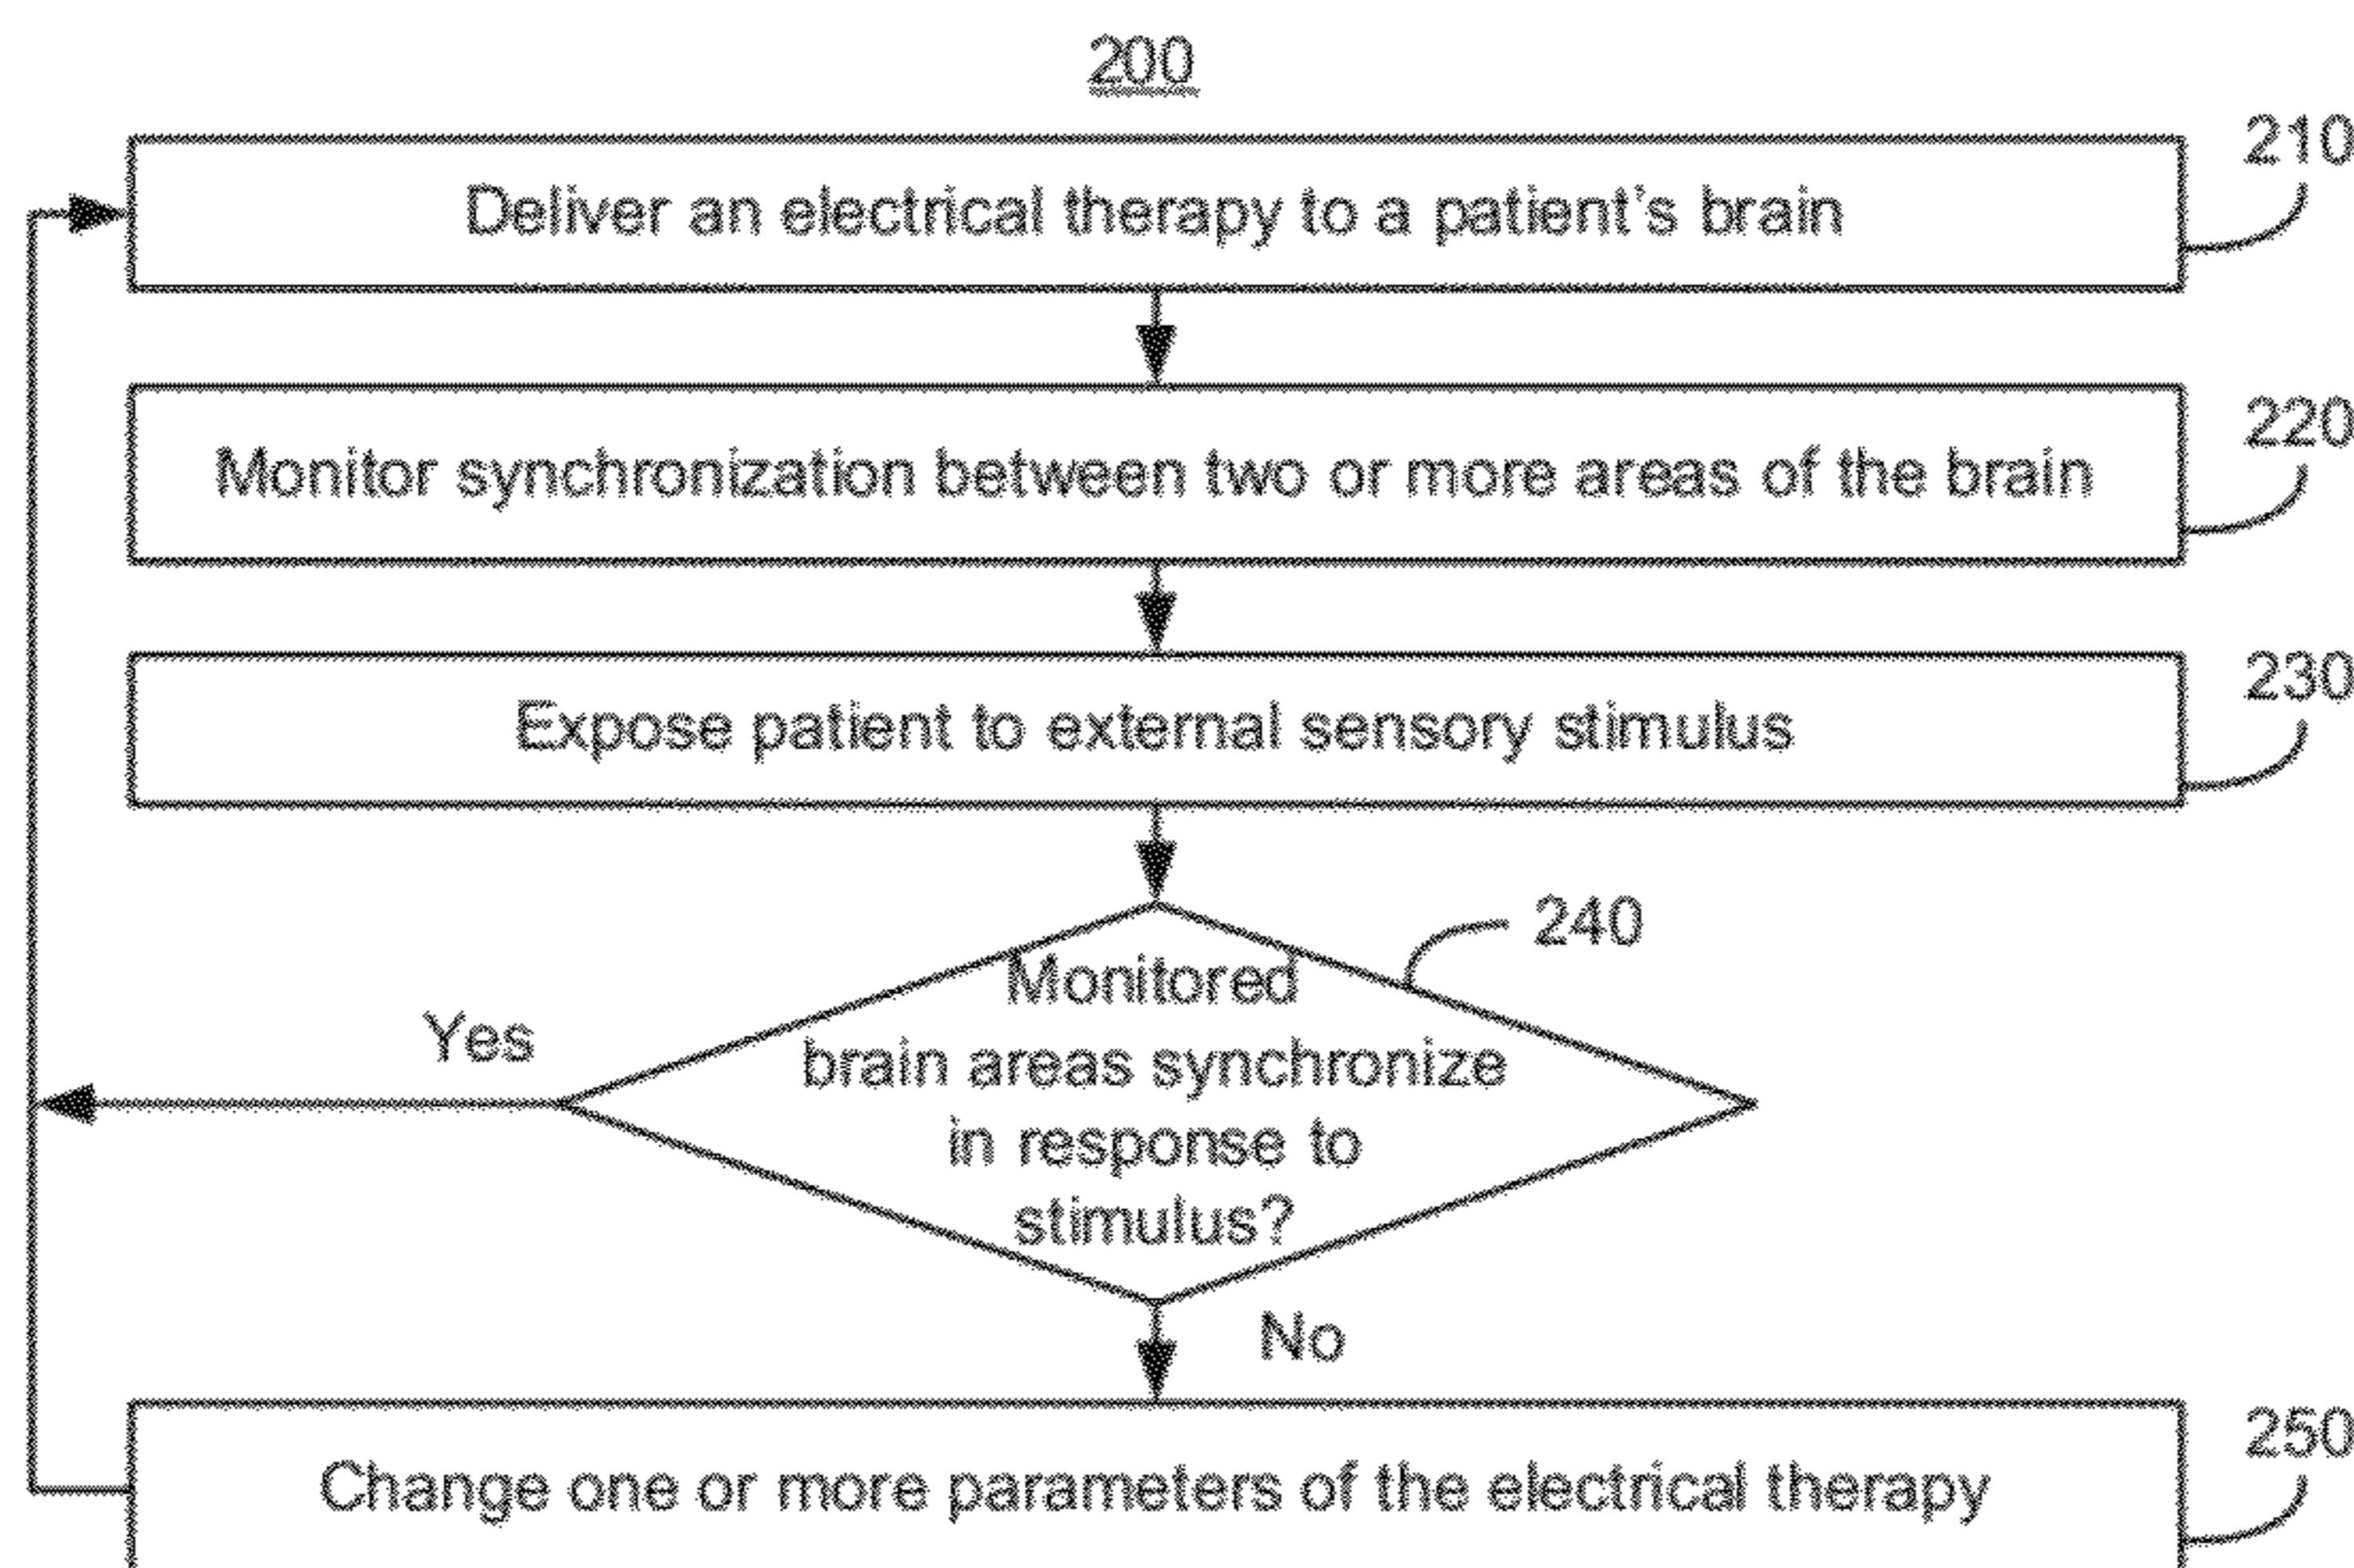 200
Deliver an electrical therapy to a patient's brain
210
Monitor synchronization between two or more areas of the brain
220
Expose patient to external sensory stimulus
230
Monitored
brain areas synchronize
in response to
stimulus?
240
Yes
No
Change one or more parameters of the electrical therapy
250